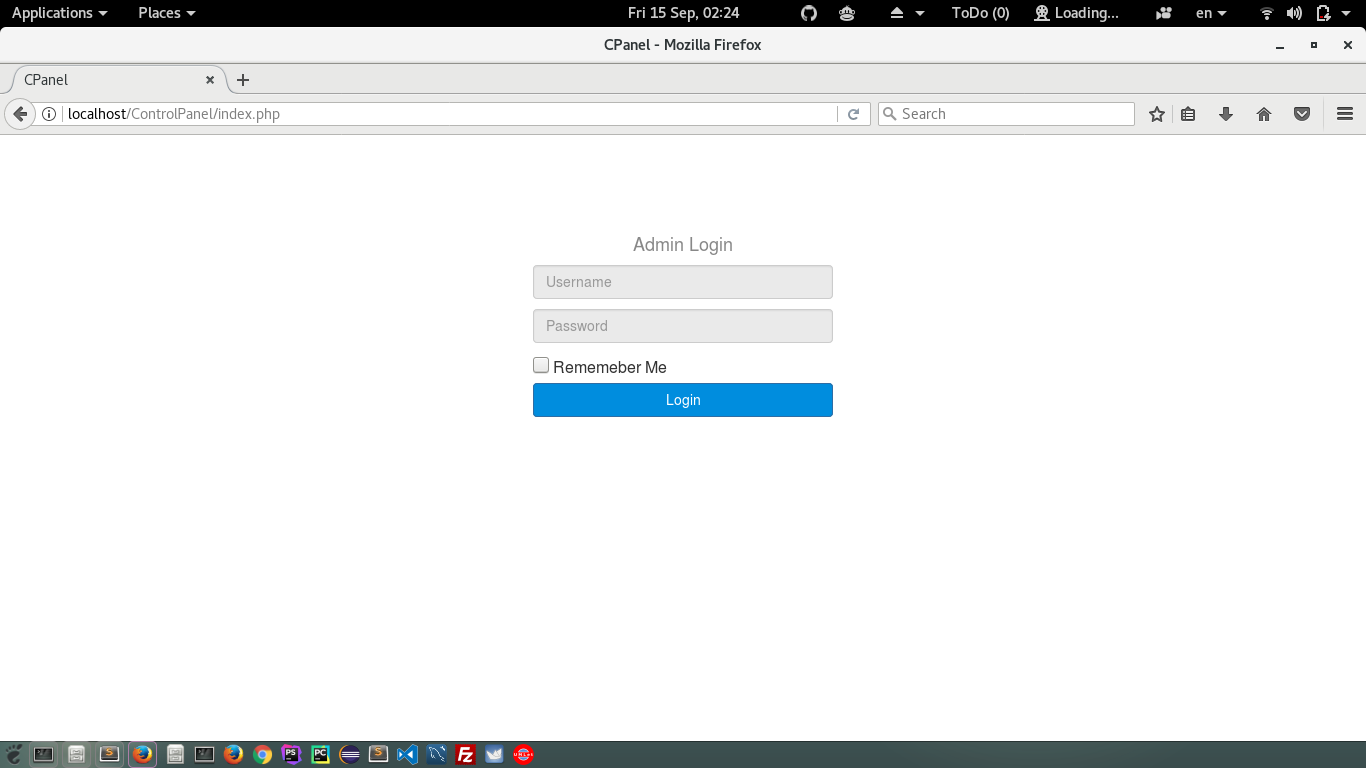 Applications Places Fri 15 Sep, 02:24 ToDo (0) Loading... en
CPanel - Mozilla Firefox
CPanel
localhost/ControlPanel/index.php Search
Admin Login
Username
Password
Rememeber Me
Login